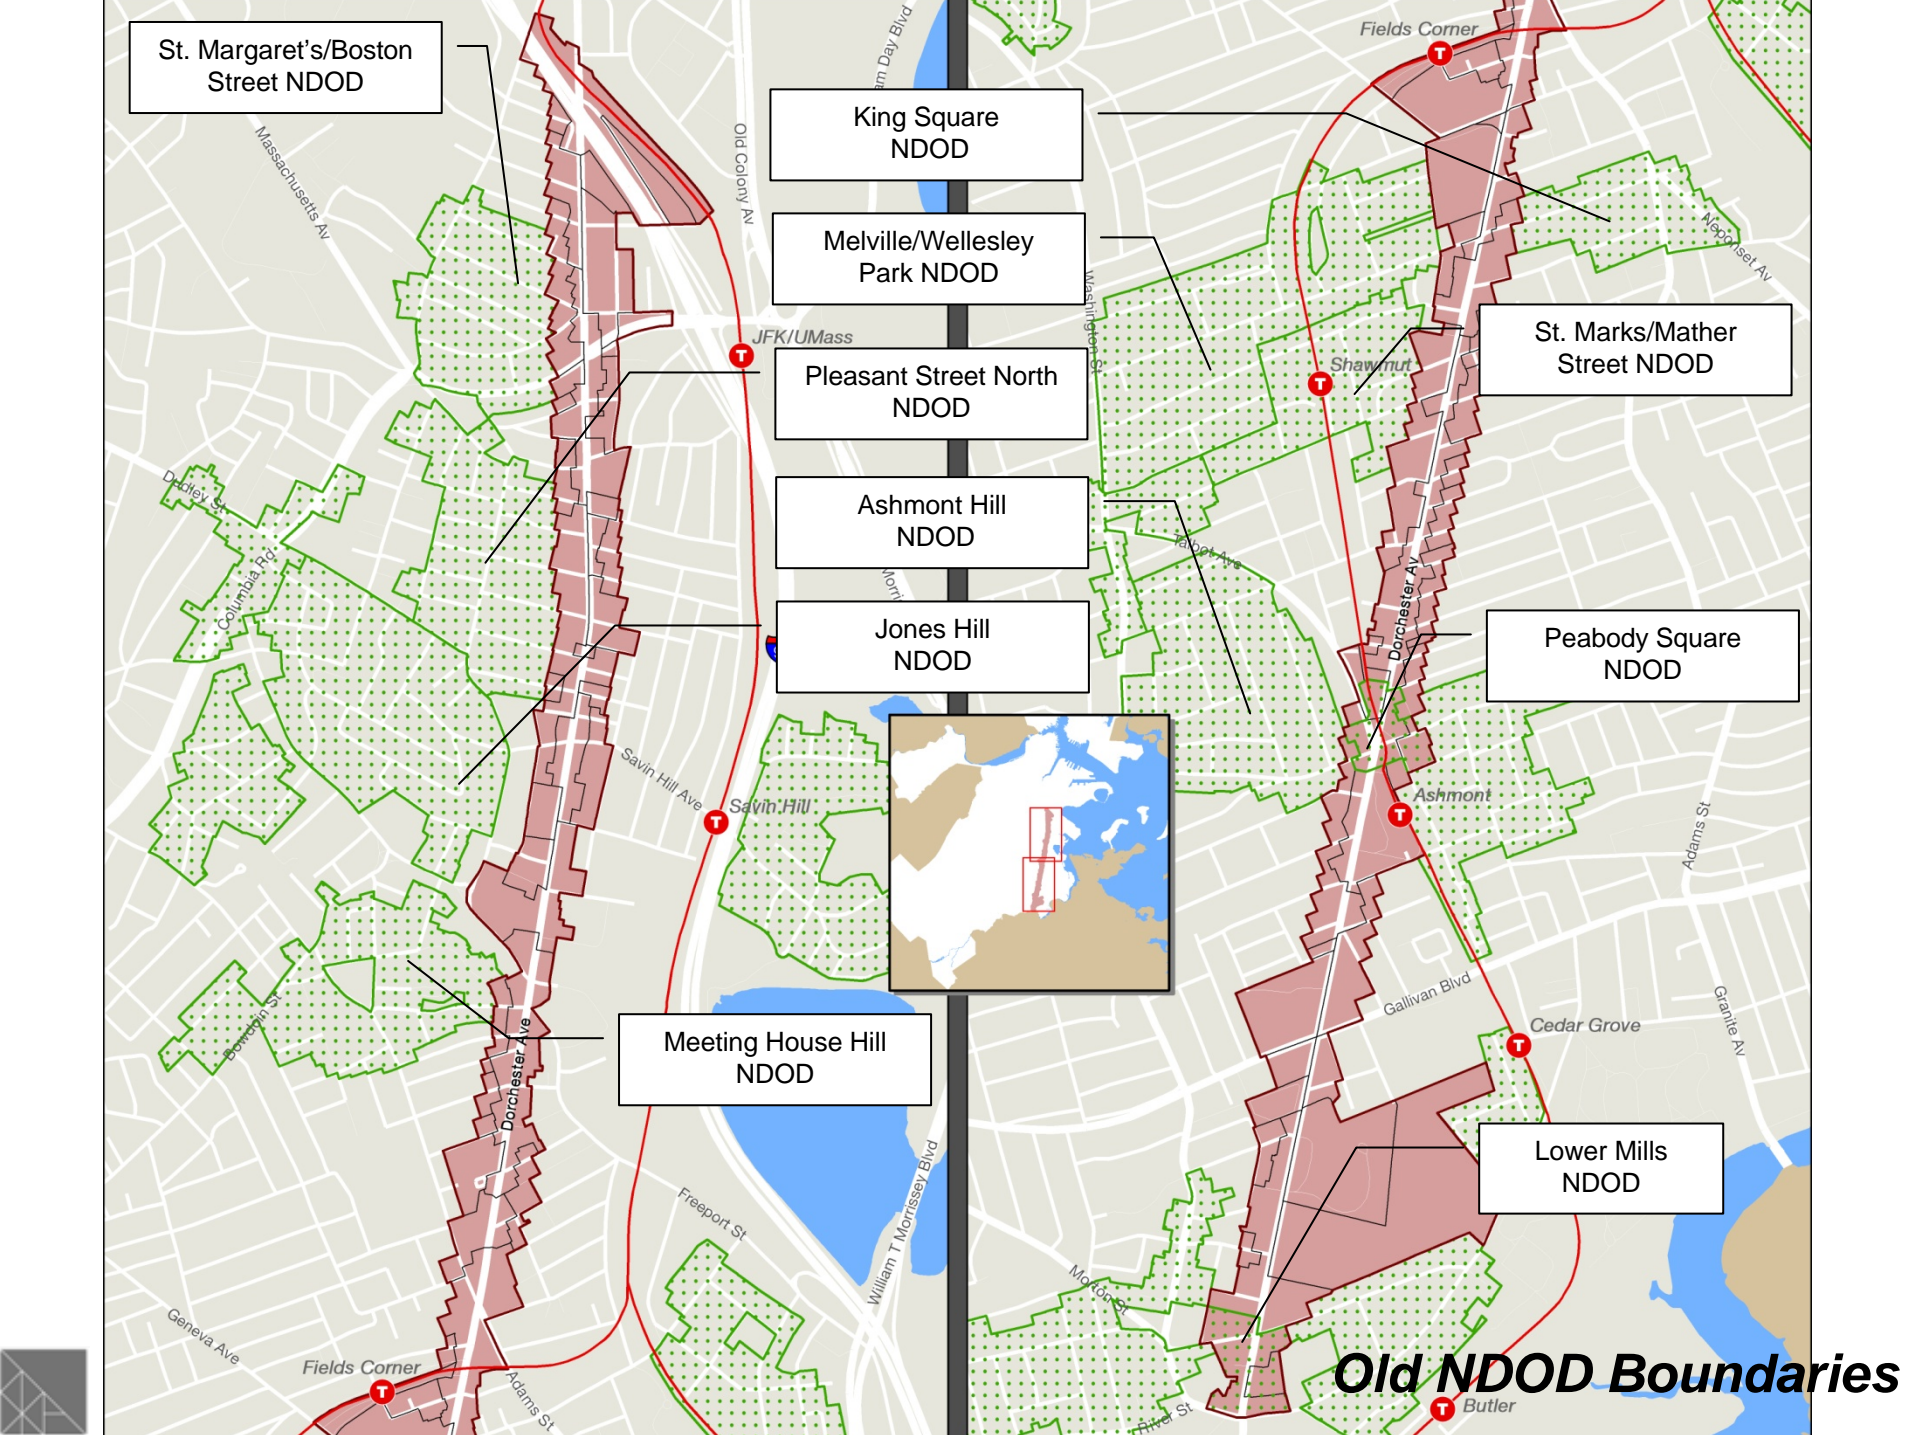 St. Margaret’s/Boston
Street NDOD
Massachusetts Av
Old Colony Av
am Day Blvd
King Square
NDOD
Melville/Wellesley
Park NDOD
JFK/UMass
Pleasant Street North
NDOD
Ashmont Hill
NDOD
Jones Hill
NDOD
Dudley St
Columbia Rd
Morri
Savin Hill Ave
Savin Hill
Bowdoin St
Dorchester Ave
Meeting House Hill
NDOD
Freeport St
William T Morrissey Blvd
Geneva Ave
Fields Corner
Adams St
Fields Corner
Neponset Av
Washington St
St. Marks/Mather
Street NDOD
Shawmut
Talbot Ave
Dorchester Av
Peabody Square
NDOD
Ashmont
Adams St
Gallivan Blvd
Granite Av
Cedar Grove
Lower Mills
NDOD
Morton St
River St
Old NDOD Boundaries
Butler
T
T
T
T
T
T
T
T